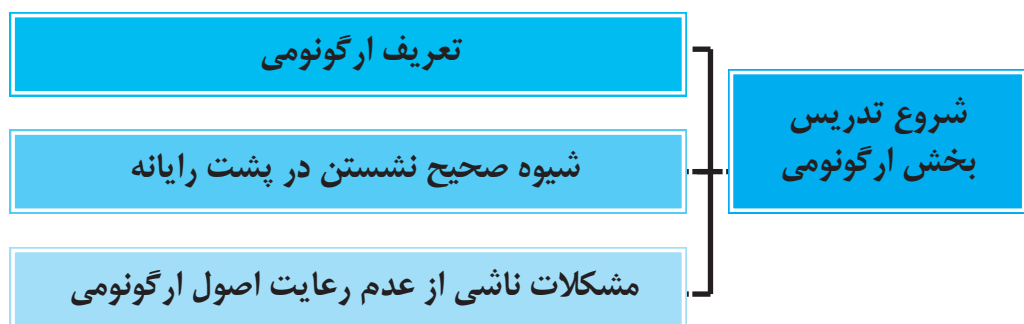 شروع تدریس
بخش ارگونومی
تعریف ارگونومی
شیوه صحیح نشستن در پشت رایانه
مشکلات ناشی از عدم رعایت اصول ارگونومی